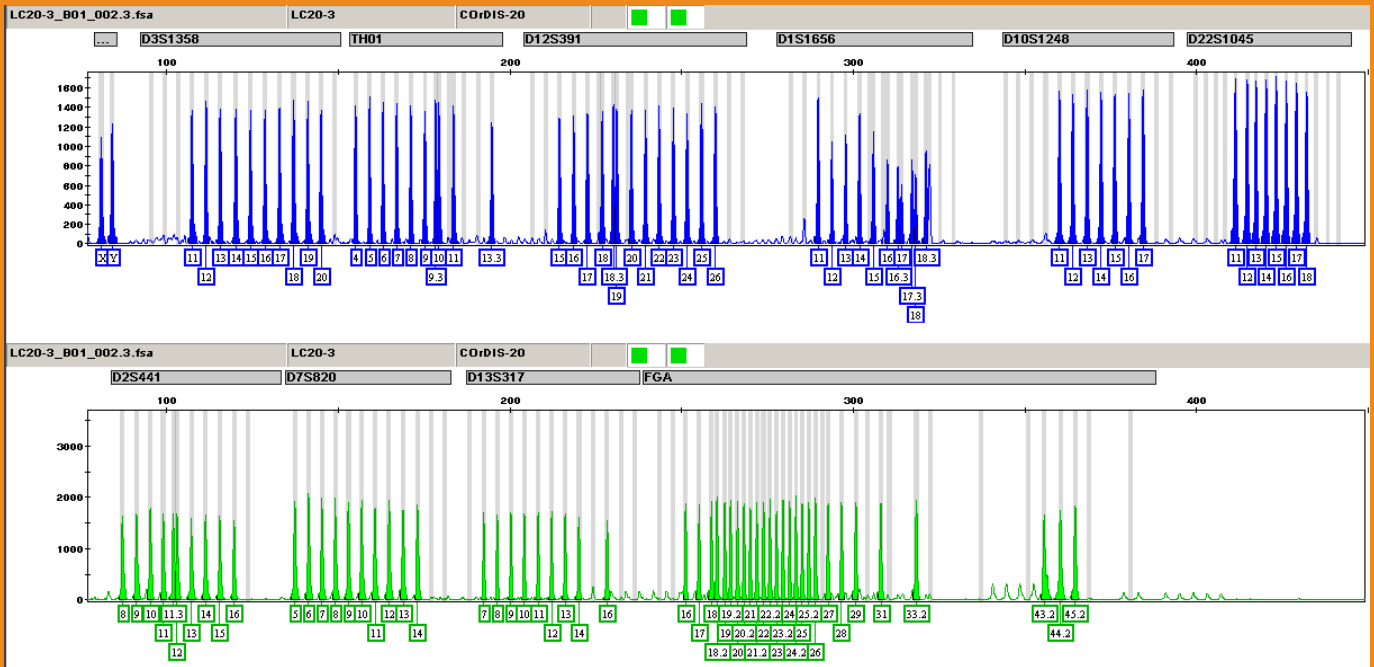 LC20-3_B01_002.3.fsa LC20-3 COrDIS-20
... D3S1358 TH01 D12S391 D1S1656 D10S1248 D22S1045
100 200 300 400
1600
1400
1200
1000
800
600
400
200
0
X Y 11 13 14 15 16 17 19 20 4 5 6 7 8 9 10 11 13.3 15 16 18 20 22 23 25 26 11 13 14 16 17 18.3 11 13 15 17 11 13 15 17
12 18 9.3 17 18.3 21 24 12 15 16.3 12 14 16 12 14 16 18
19 17.3
18
LC20-3_B01_002.3.fsa LC20-3 COrDIS-20
D2S441 D7S820 D13S317 FGA
100 200 300 400
3000
2000
1000
0
8 9 10 11.3 14 16 5 6 7 8 9 10 12 13 7 8 9 10 11 13 16 16 18 19.2 21 22.2 24 25.2 27 29 31 33.2 43.2 45.2
11 13 15 11 14 12 14 17 19 20.2 22 23.2 25 28 44.2
12 18.2 20 21.2 23 24.2 26